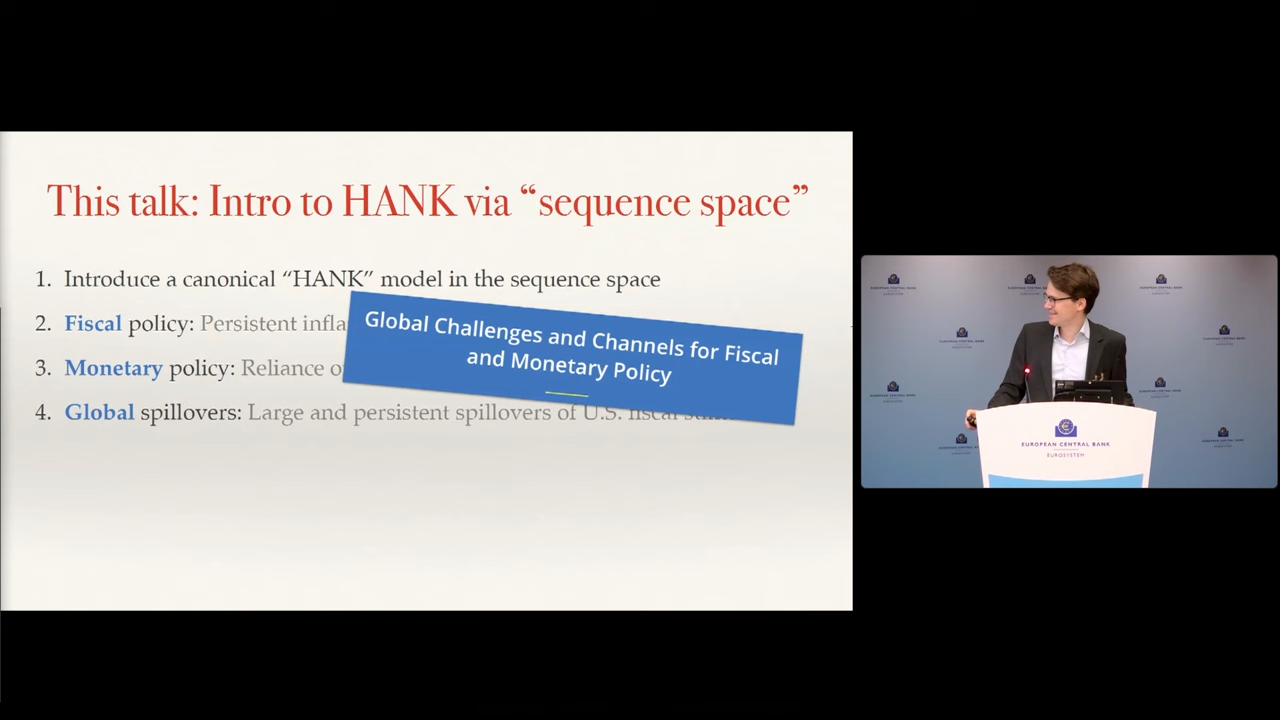 This talk: Intro to HANK via “sequence space”
1. Introduce a canonical “HANK” model in the sequence space
2. Fiscal policy: Persistent
3. Monetary policy: Reliance
4. Global spillovers: Large and persistent spillovers of U.S.
Global Challenges and Channels for Fiscal
and Monetary Policy
EUROPEAN CENTRAL BANK
EUROSYSTEM